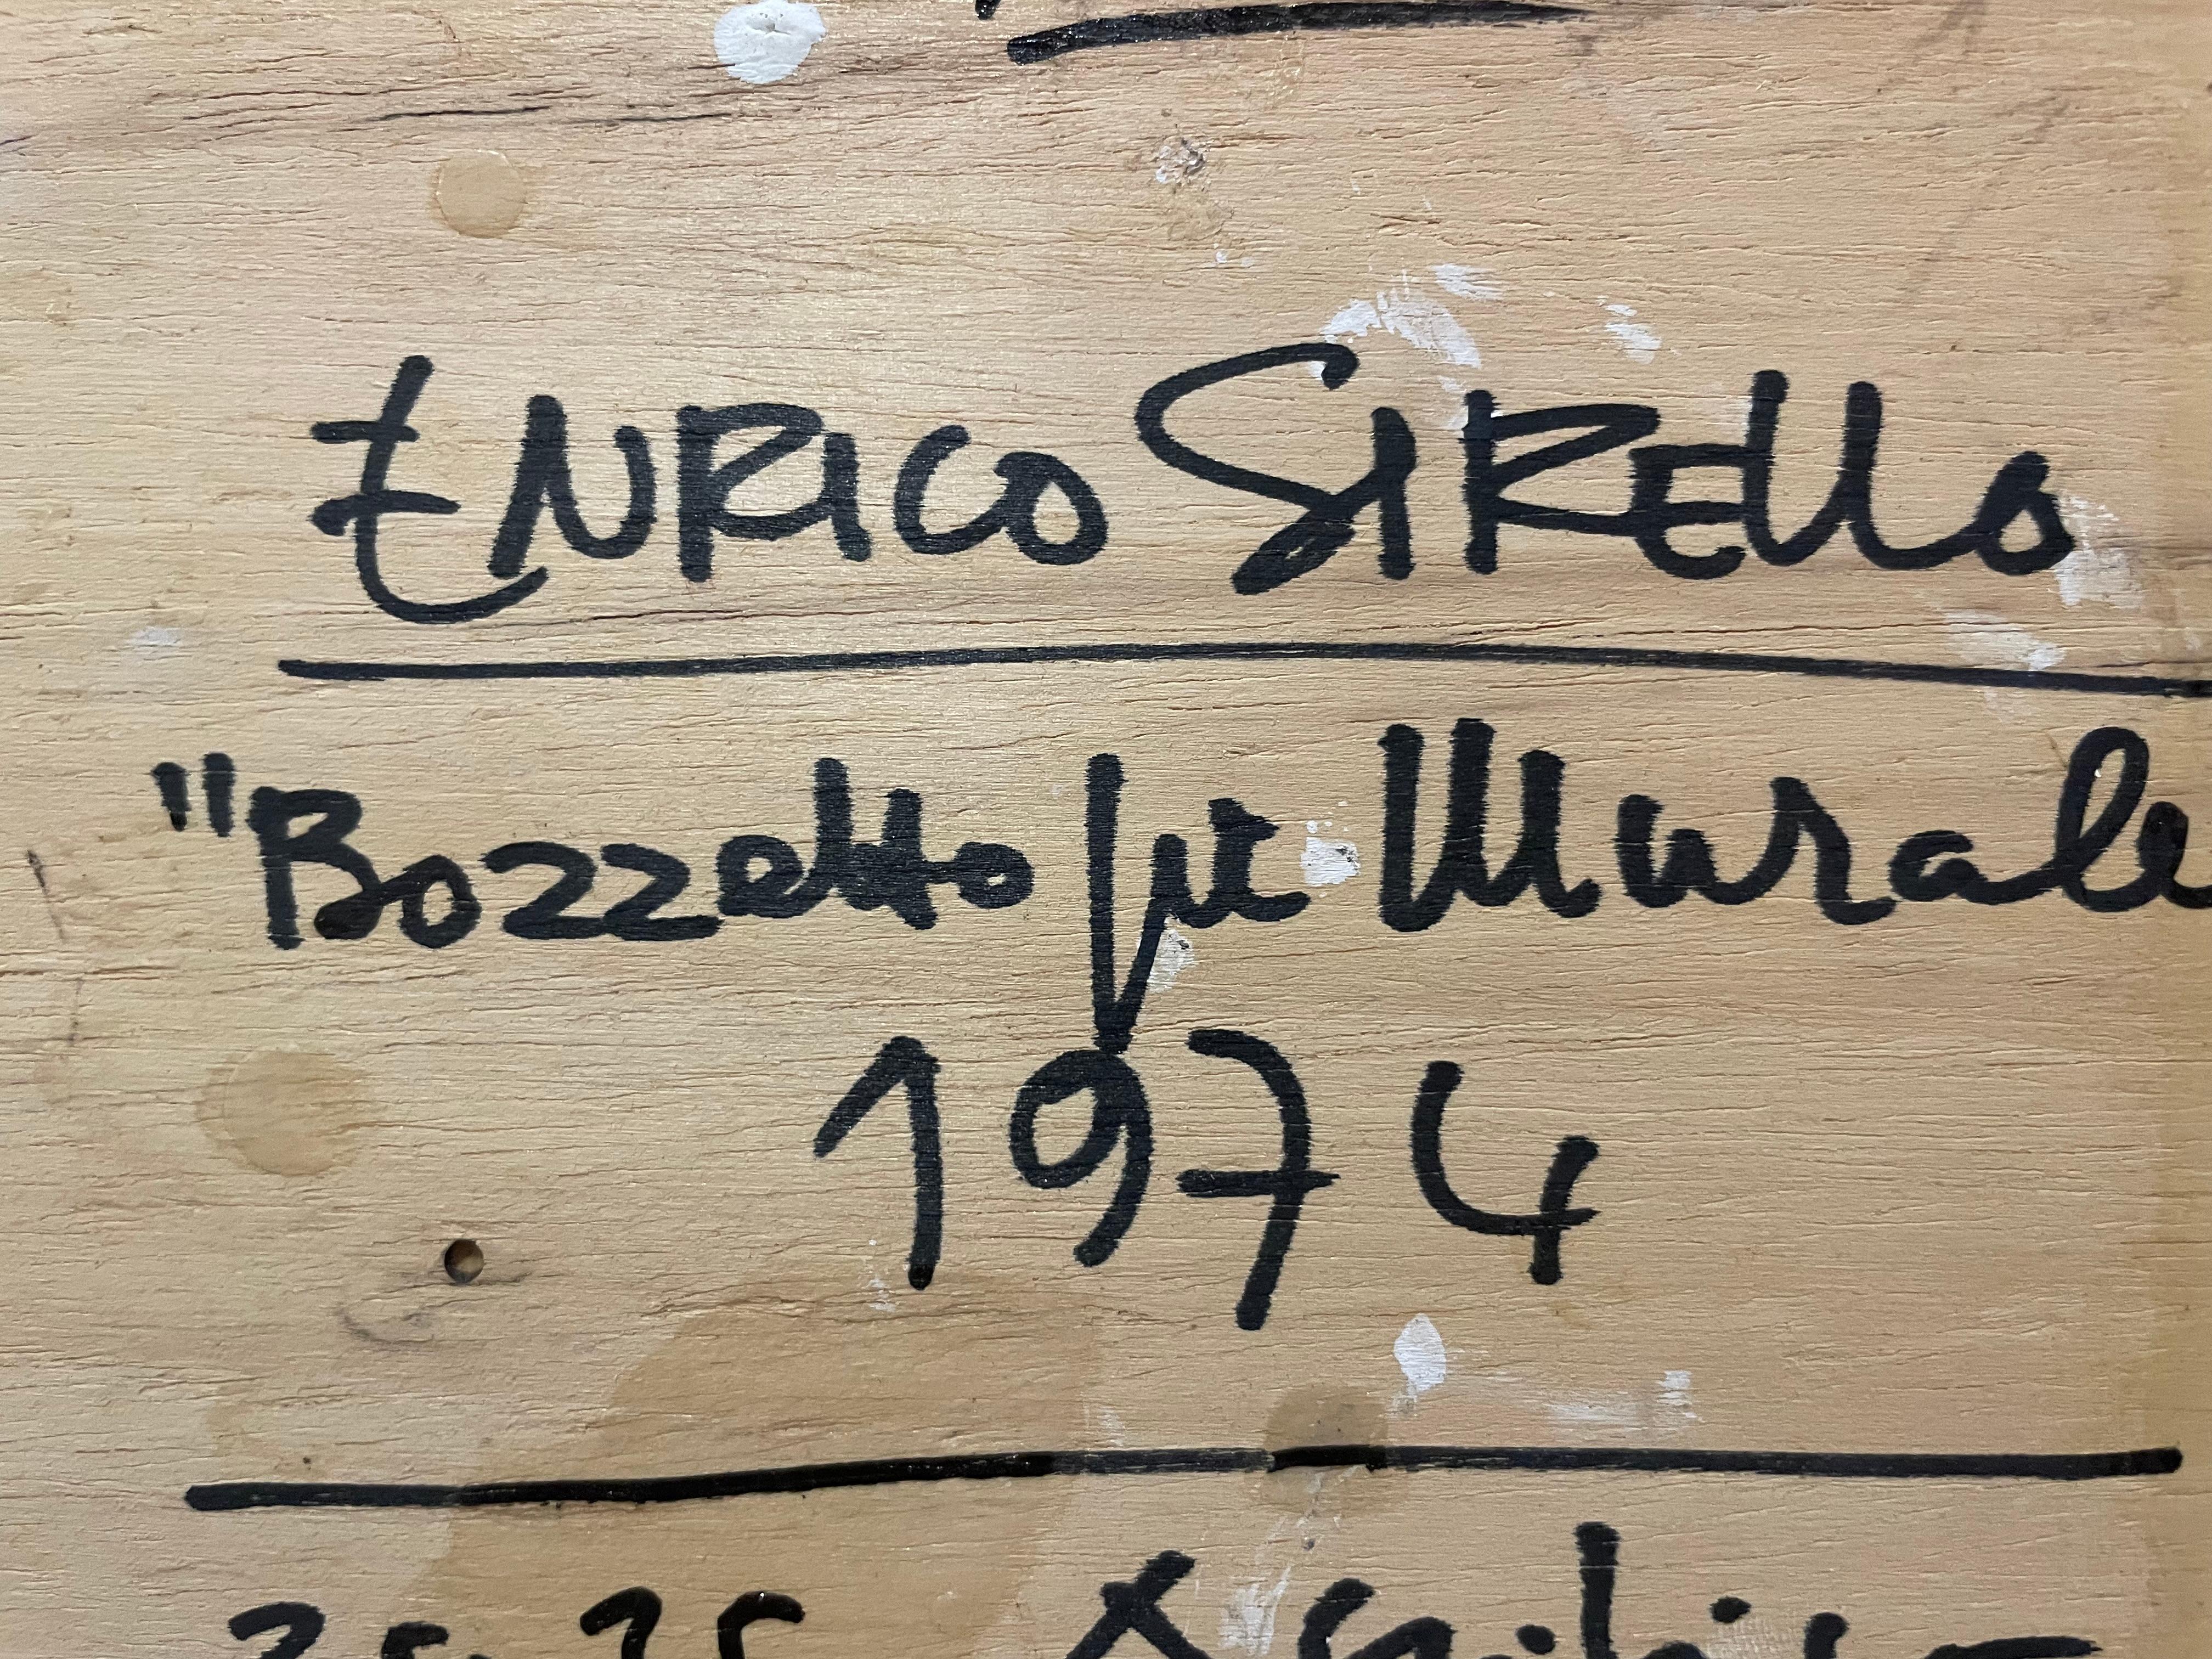 ENRICO SIRELLO
"Bozzetto per Murale
1974